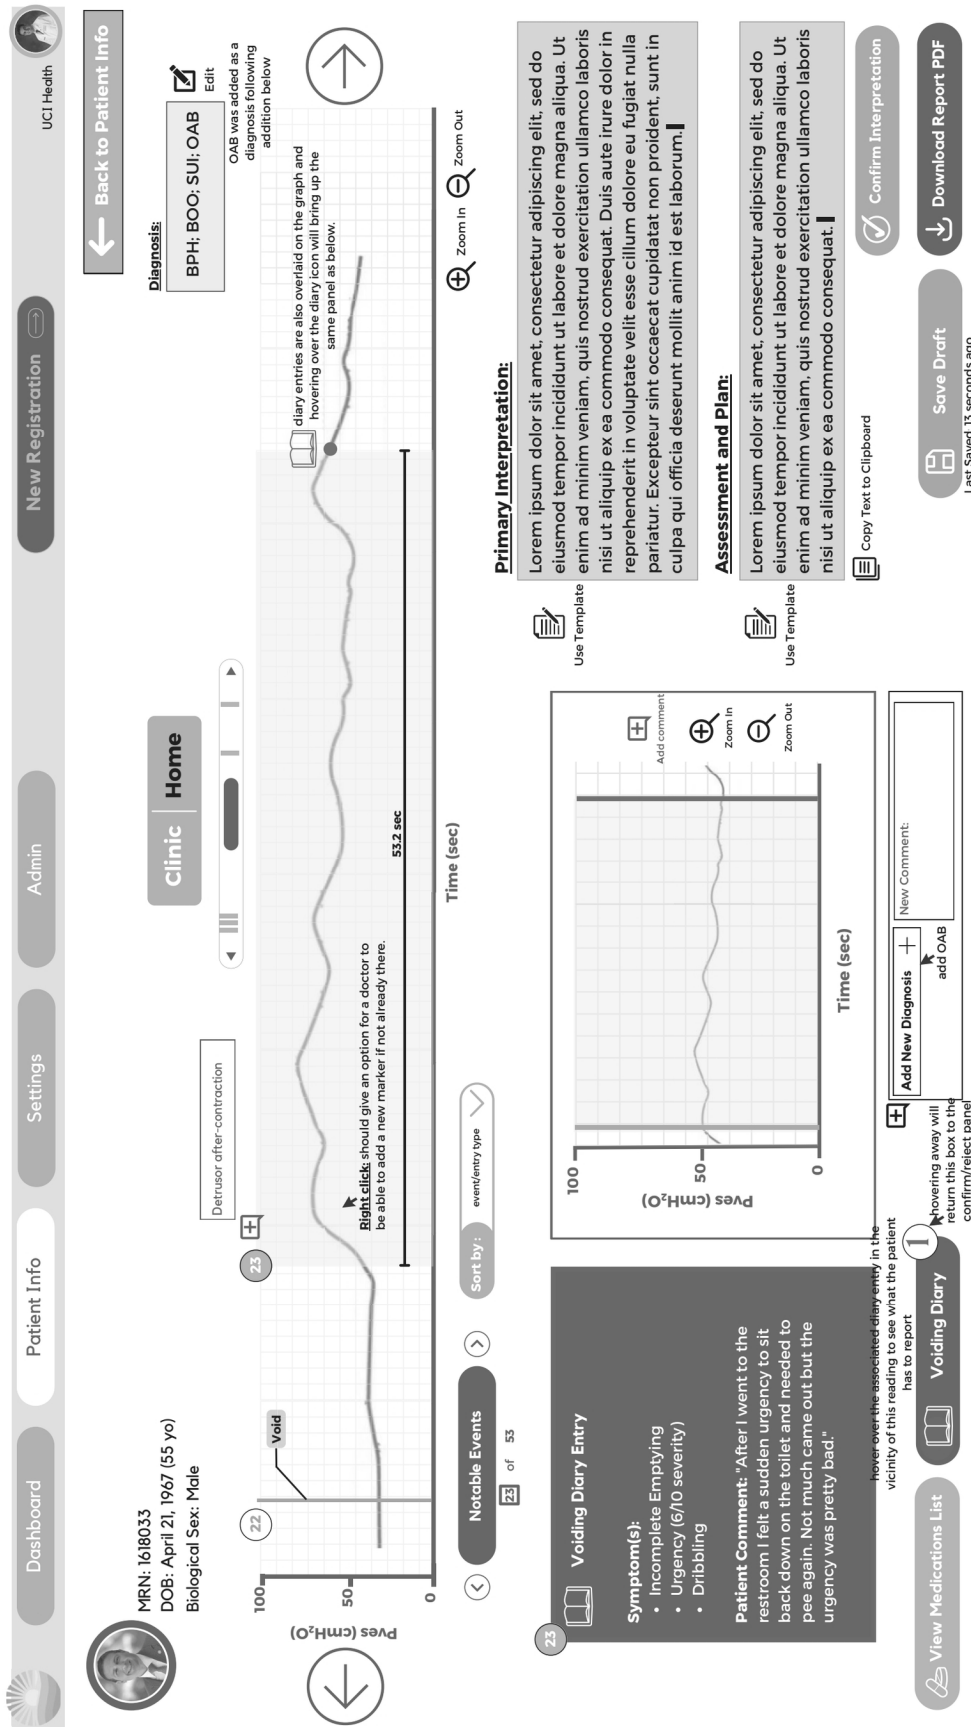 Dashboard
Patient Info
Settings
Admin
New Registration
UCI Health
MRN: 1618033
DOB: April 21, 1967 (55 yo)
Biological Sex: Male
Clinic
Home
Back to Patient Info
Diagnosis:
BPH; BOO; SUI; OAB
Edit
OAB was added as a
diagnosis following
addition below
Detrusor after-contraction
22
Void
23
Right click: should give an option for a doctor to
be able to add a new marker if not already there.
diary entries are also overlaid on the graph and
hovering over the diary icon will bring up the
same panel as below.
53.2 sec
100
50
0
Pves (cmH₂O)
Time (sec)
Zoom In
Zoom Out
Notable Events
23 of 53
Sort by:
event/entry type
23
Voiding Diary Entry
Symptom(s):
• Incomplete Emptying
• Urgency (6/10 severity)
• Dribbling
Patient Comment: "After I went to the
restroom I felt a sudden urgency to sit
back down on the toilet and needed to
pee again. Not much came out but the
urgency was pretty bad."
100
50
0
Pves (cmH₂O)
Time (sec)
Add comment
Zoom In
Zoom Out
Primary Interpretation:
Use Template
Lorem ipsum dolor sit amet, consectetur adipiscing elit, sed do
eiusmod tempor incididunt ut labore et dolore magna aliqua. Ut
enim ad minim veniam, quis nostrud exercitation ullamco laboris
nisi ut aliquip ex ea commodo consequat. Duis aute irure dolor in
reprehenderit in voluptate velit esse cillum dolore eu fugiat nulla
pariatur. Excepteur sint occaecat cupidatat non proident, sunt in
culpa qui officia deserunt mollit anim id est laborum.
Assessment and Plan:
Use Template
Lorem ipsum dolor sit amet, consectetur adipiscing elit, sed do
eiusmod tempor incididunt ut labore et dolore magna aliqua. Ut
enim ad minim veniam, quis nostrud exercitation ullamco laboris
nisi ut aliquip ex ea commodo consequat.
Copy Text to Clipboard
Confirm Interpretation
hover over the associated diary entry in the
vicinity of this reading to see what the patient
has to report
View Medications List
Voiding Diary
1
hovering away will
return this box to the
confirm/reject panel
Add New Diagnosis +
add OAB
New Comment:
Save Draft
Last Saved: 13 seconds ago
Download Report PDF